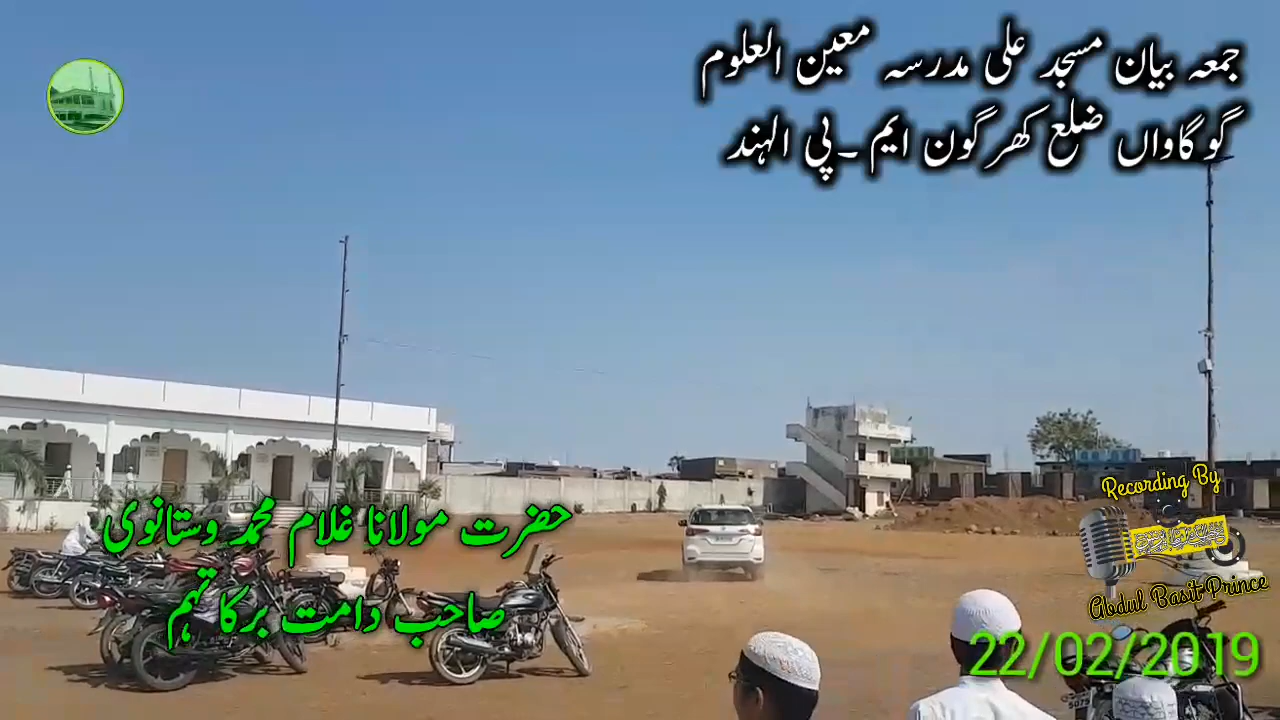 جمعہ بیان مسجد علی مدرسہ معین العلوم
گوگاواں ضلع کھرگون ایم۔پی الہند
حضرت مولانا غلام محمد وستانوی
صاحب دامت برکاتہم
Recording By
Abdul Basit Prince
22/02/2019